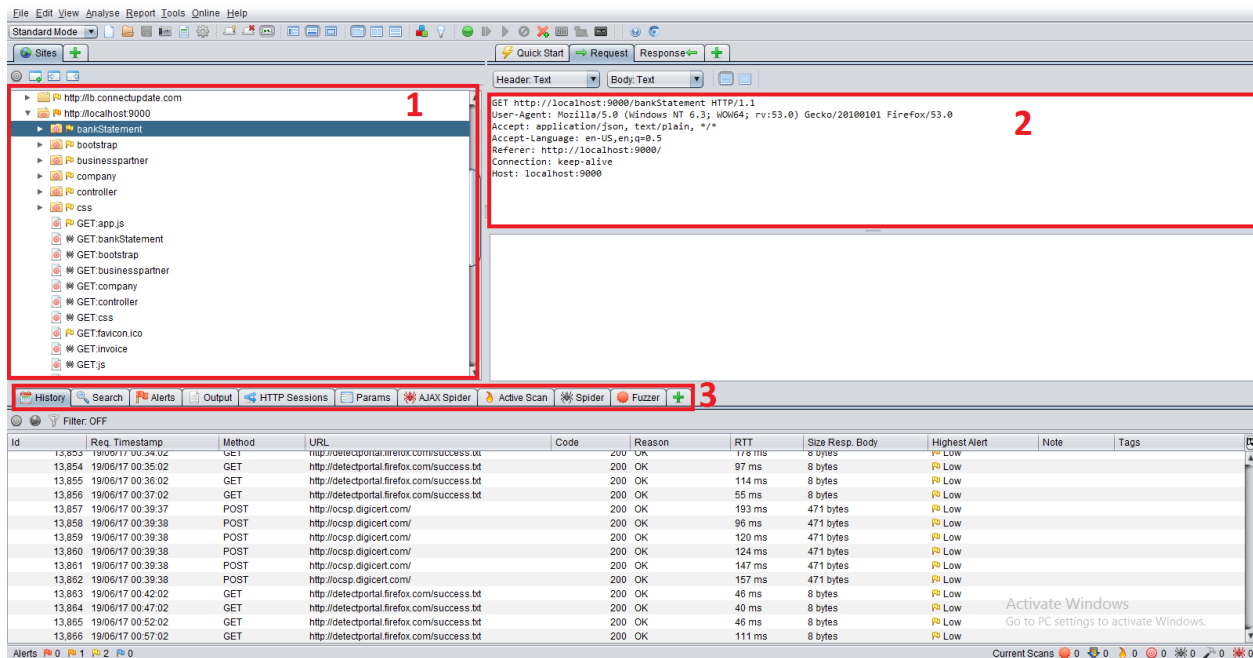 File Edit View Analyse Report Tools Online Help
Standard Mode
Sites
Quick Start Request Response
Header: Text Body: Text
http://lb.connectupdate.com
http://localhost:9000
bankStatement
bootstrap
businesspartner
company
controller
css
GET:app.js
GET:bankStatement
GET:bootstrap
GET:businesspartner
GET:company
GET:controller
GET:css
GET:favicon.ico
GET:invoice
GET:js
1
GET http://localhost:9000/bankStatement HTTP/1.1
User-Agent: Mozilla/5.0 (Windows NT 6.3; WOW64; rv:53.0) Gecko/20100101 Firefox/53.0
Accept: application/json, text/plain, */*
Accept-Language: en-US,en;q=0.5
Referer: http://localhost:9000/
Connection: keep-alive
Host: localhost:9000
2
History Search Alerts Output HTTP Sessions Params AJAX Spider Active Scan Spider Fuzzer
3
Filter: OFF
Id Req. Timestamp Method URL Code Reason RTT Size Resp. Body Highest Alert Note Tags
13,853 19/06/17 00:34:02 GET http://detectportal.firefox.com/success.txt 200 OK 178 ms 8 bytes Low
13,854 19/06/17 00:35:02 GET http://detectportal.firefox.com/success.txt 200 OK 97 ms 8 bytes Low
13,855 19/06/17 00:36:02 GET http://detectportal.firefox.com/success.txt 200 OK 114 ms 8 bytes Low
13,856 19/06/17 00:37:02 GET http://detectportal.firefox.com/success.txt 200 OK 55 ms 8 bytes Low
13,857 19/06/17 00:39:37 POST http://ocsp.digicert.com/ 200 OK 193 ms 471 bytes Low
13,858 19/06/17 00:39:38 POST http://ocsp.digicert.com/ 200 OK 96 ms 471 bytes Low
13,859 19/06/17 00:39:38 POST http://ocsp.digicert.com/ 200 OK 120 ms 471 bytes Low
13,860 19/06/17 00:39:38 POST http://ocsp.digicert.com/ 200 OK 124 ms 471 bytes Low
13,861 19/06/17 00:39:38 POST http://ocsp.digicert.com/ 200 OK 147 ms 471 bytes Low
13,862 19/06/17 00:39:38 POST http://ocsp.digicert.com/ 200 OK 157 ms 471 bytes Low
13,863 19/06/17 00:42:02 GET http://detectportal.firefox.com/success.txt 200 OK 46 ms 8 bytes Low
13,864 19/06/17 00:47:02 GET http://detectportal.firefox.com/success.txt 200 OK 40 ms 8 bytes Low
13,865 19/06/17 00:52:02 GET http://detectportal.firefox.com/success.txt 200 OK 46 ms 8 bytes Low
13,866 19/06/17 00:57:02 GET http://detectportal.firefox.com/success.txt 200 OK 111 ms 8 bytes Low
Activate Windows
Go to PC settings to activate Windows.
Alerts 0 1 2 0 Current Scans 0 0 0 0 0 0 0